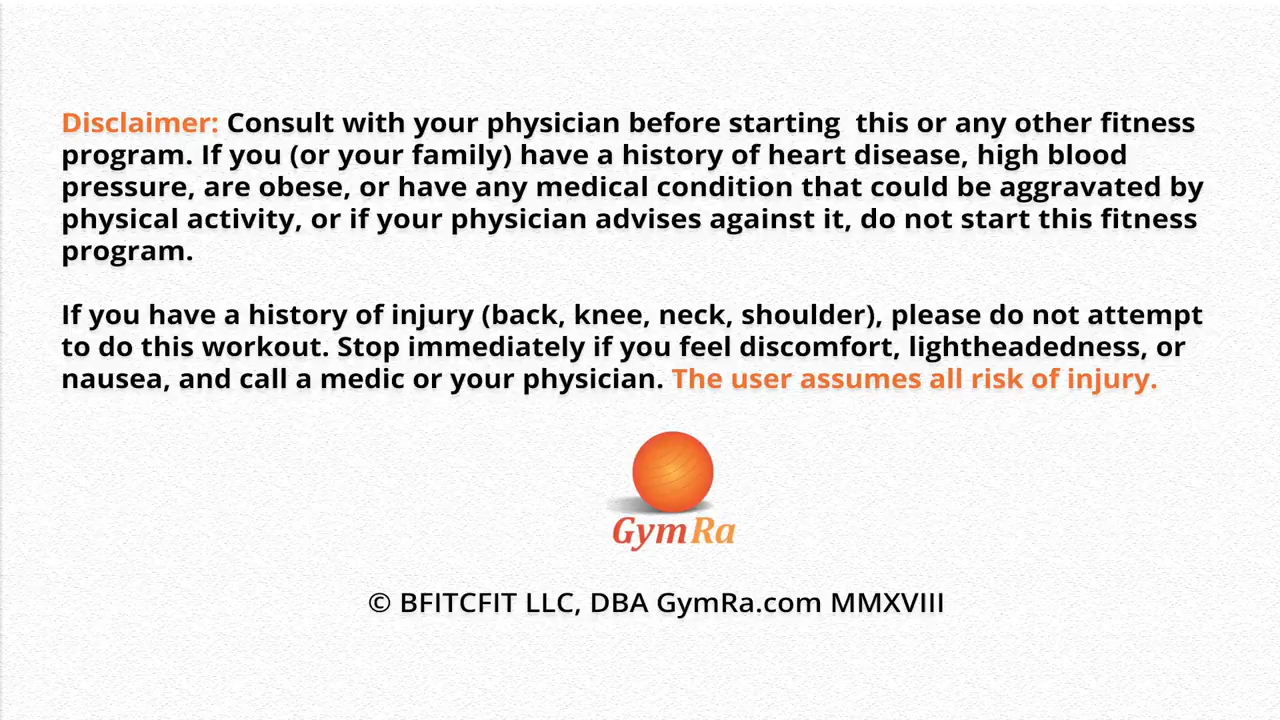 Disclaimer: Consult with your physician before starting  this or any other fitness
program. If you (or your family) have a history of heart disease, high blood
pressure, are obese, or have any medical condition that could be aggravated by
physical activity, or if your physician advises against it, do not start this fitness
program.
If you have a history of injury (back, knee, neck, shoulder), please do not attempt
to do this workout. Stop immediately if you feel discomfort, lightheadedness, or
nausea, and call a medic or your physician. The user assumes all risk of injury.
GymRa
© BFITCFIT LLC, DBA GymRa.com MMXVIII